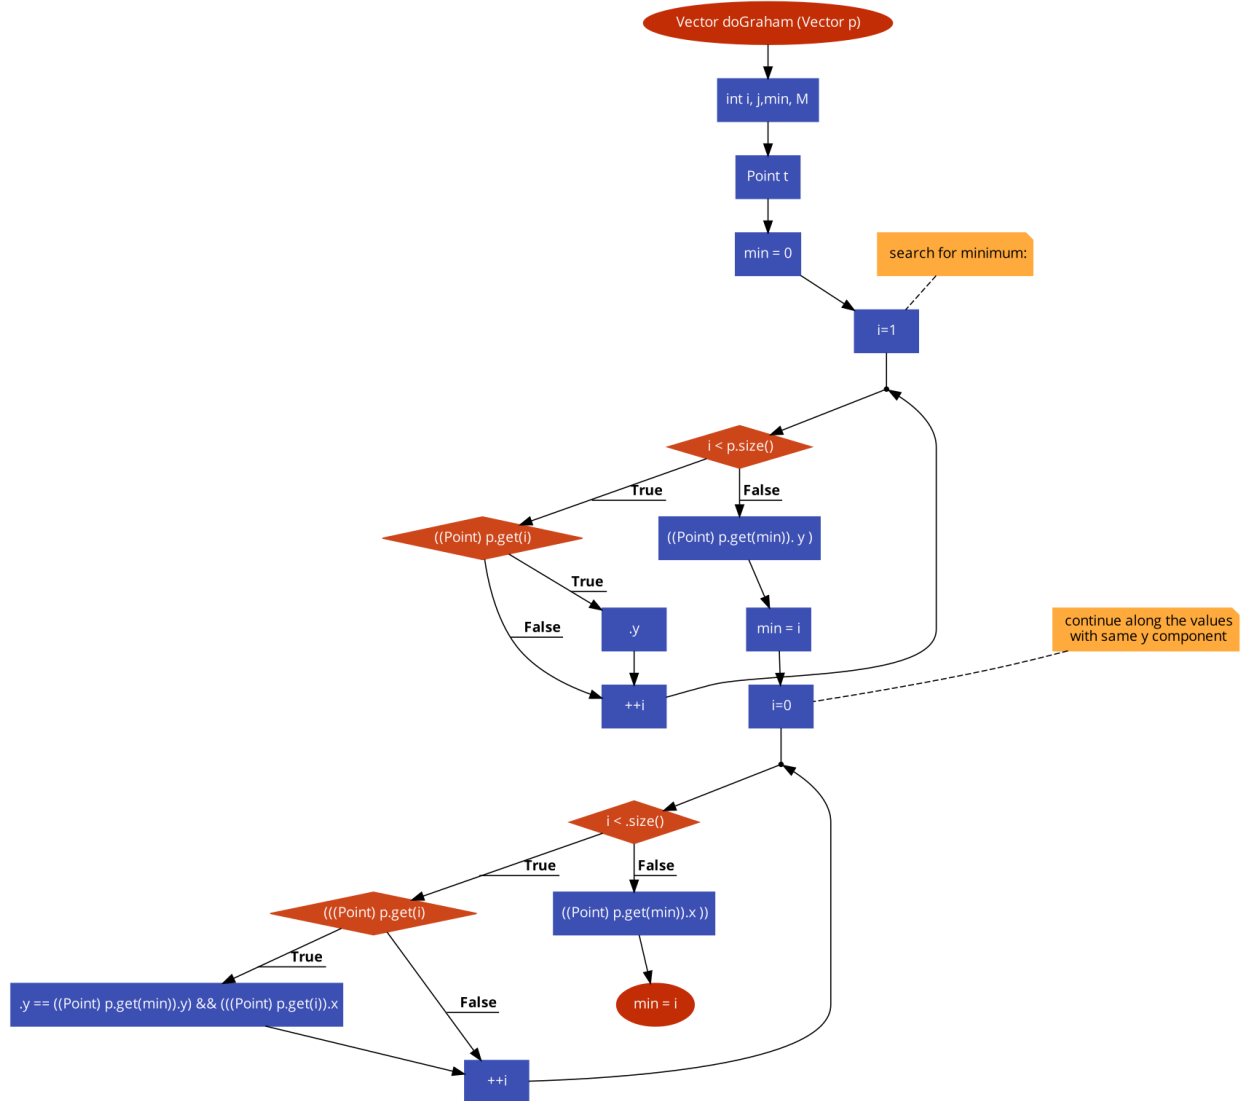 Vector doGraham (Vector p)
int i, j,min, M
Point t
min = 0
search for minimum:
i=1
i < p.size()
True
False
((Point) p.get(i)
((Point) p.get(min)). y )
True
False
.y
min = i
continue along the values
with same y component
++i
i=0
i < .size()
True
False
(((Point) p.get(i)
((Point) p.get(min)).x ))
True
False
.y == ((Point) p.get(min)).y) && (((Point) p.get(i)).x
min = i
++i